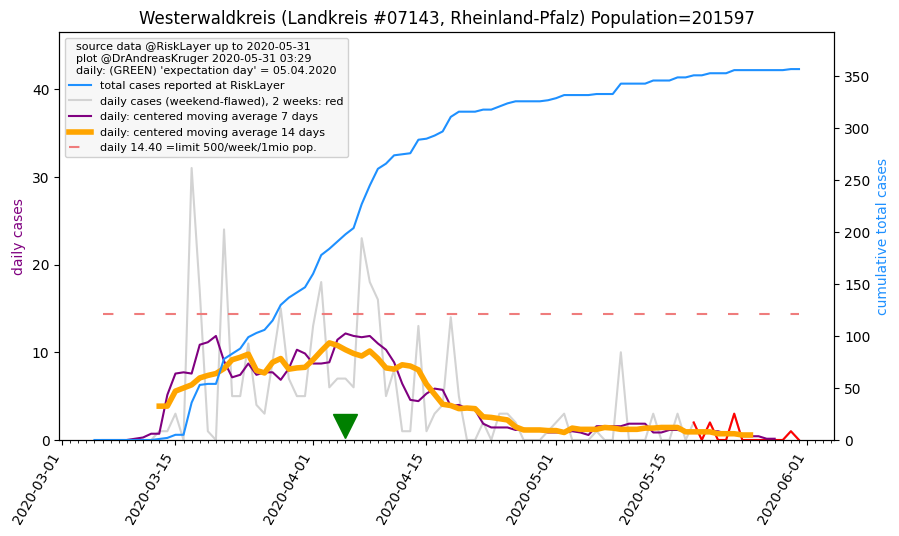 Westerwaldkreis (Landkreis #07143, Rheinland-Pfalz) Population=201597
source data @RiskLayer up to 2020-05-31
plot @DrAndreasKruger 2020-05-31 03:29
daily: (GREEN) 'expectation day' = 05.04.2020
total cases reported at RiskLayer
daily cases (weekend-flawed), 2 weeks: red
daily: centered moving average 7 days
daily: centered moving average 14 days
daily 14.40 =limit 500/week/1mio pop.
daily cases
40
30
20
10
0
cumulative total cases
350
300
250
200
150
100
50
0
2020-03-01
2020-03-15
2020-04-01
2020-04-15
2020-05-01
2020-05-15
2020-06-01